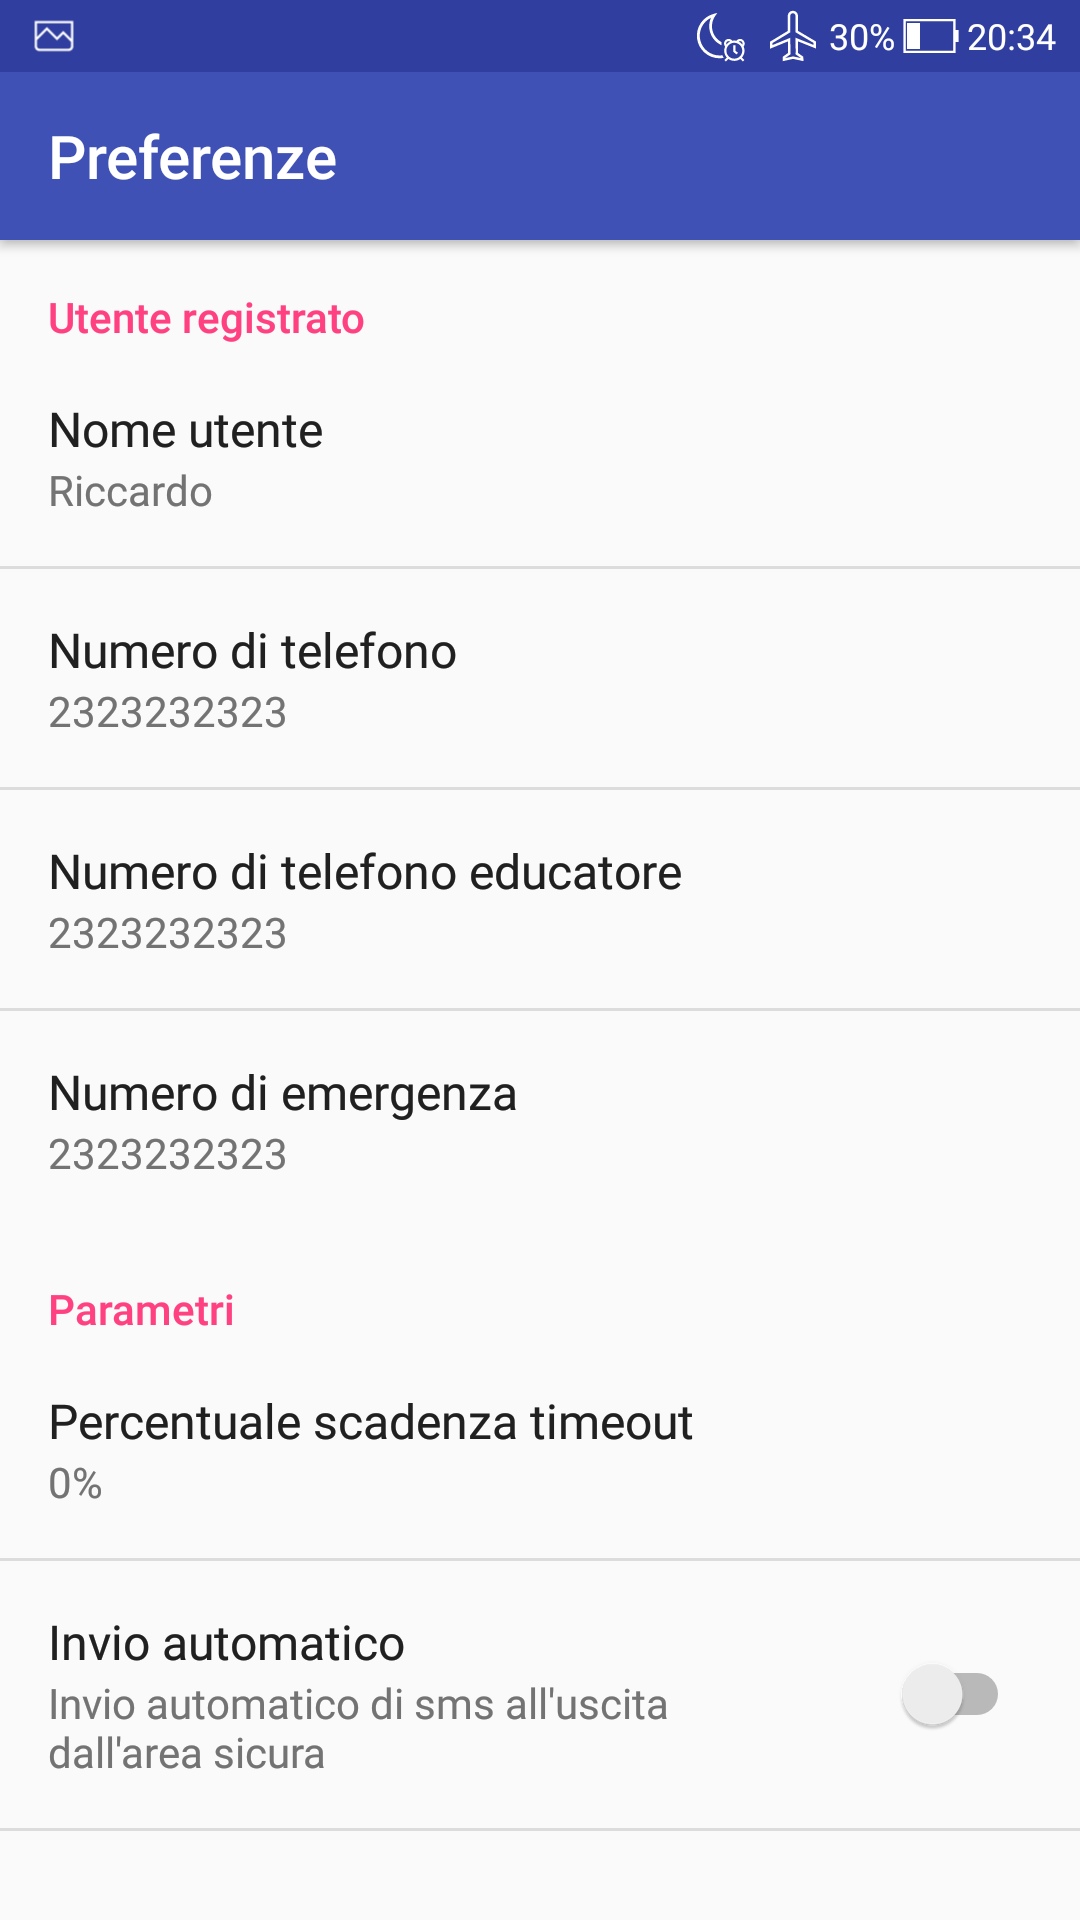 30% 20:34
Preferenze
Utente registrato
Nome utente
Riccardo
Numero di telefono
2323232323
Numero di telefono educatore
2323232323
Numero di emergenza
2323232323
Parametri
Percentuale scadenza timeout
0%
Invio automatico
Invio automatico di sms all'uscita
dall'area sicura